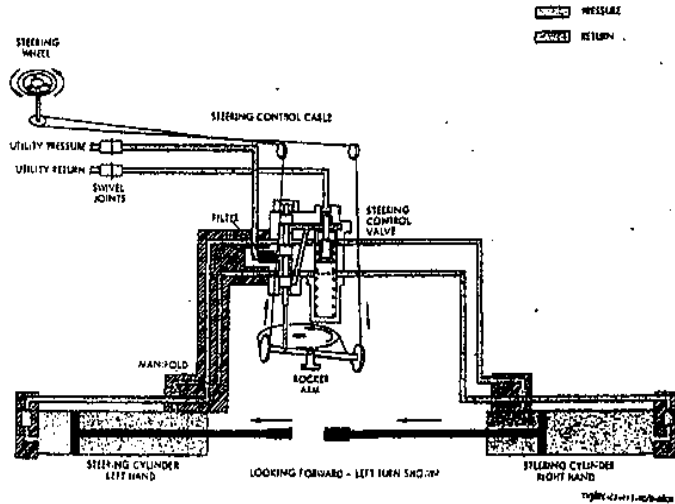 PRESSURE
RETURN
STEERING
WHEEL
STEERING CONTROL CABLE
UTILITY PRESSURE
UTILITY RETURN
SWIVEL
JOINTS
FILTER
STEERING
CONTROL
VALVE
MANIFOLD
ROCKER
ARM
STEERING CYLINDER
LEFT HAND
LOOKING FORWARD - LEFT TURN SHOWN
STEERING CYLINDER
RIGHT HAND